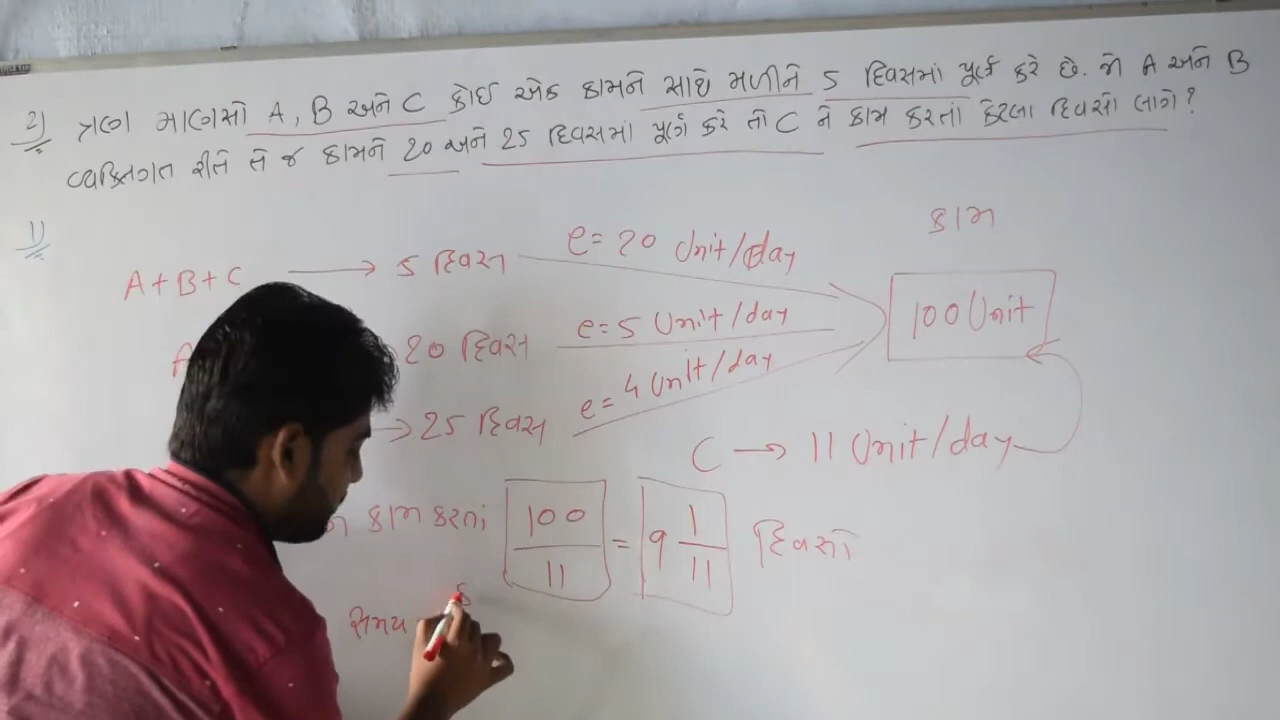 2) ત્રણ માણસો A, B અને C કોઈ એક કામને સાથે મળીને 5 દિવસમાં પૂર્ણ કરે છે. જો A અને B
વ્યક્તિગત રીતે તે જ કામને 20 અને 25 દિવસમાં પૂર્ણ કરે તો C ને કામ કરતાં કેટલા દિવસો લાગે?
1)
કામ
A+B+C → 5 દિવસ e= 20 Unit/day
100 Unit
A 20 દિવસ e= 5 Unit/day
→ 25 દિવસ e= 4 Unit/day
C → 11 Unit/day
કામ કરતાં 100/11 = 9 1/11 દિવસો
સમય